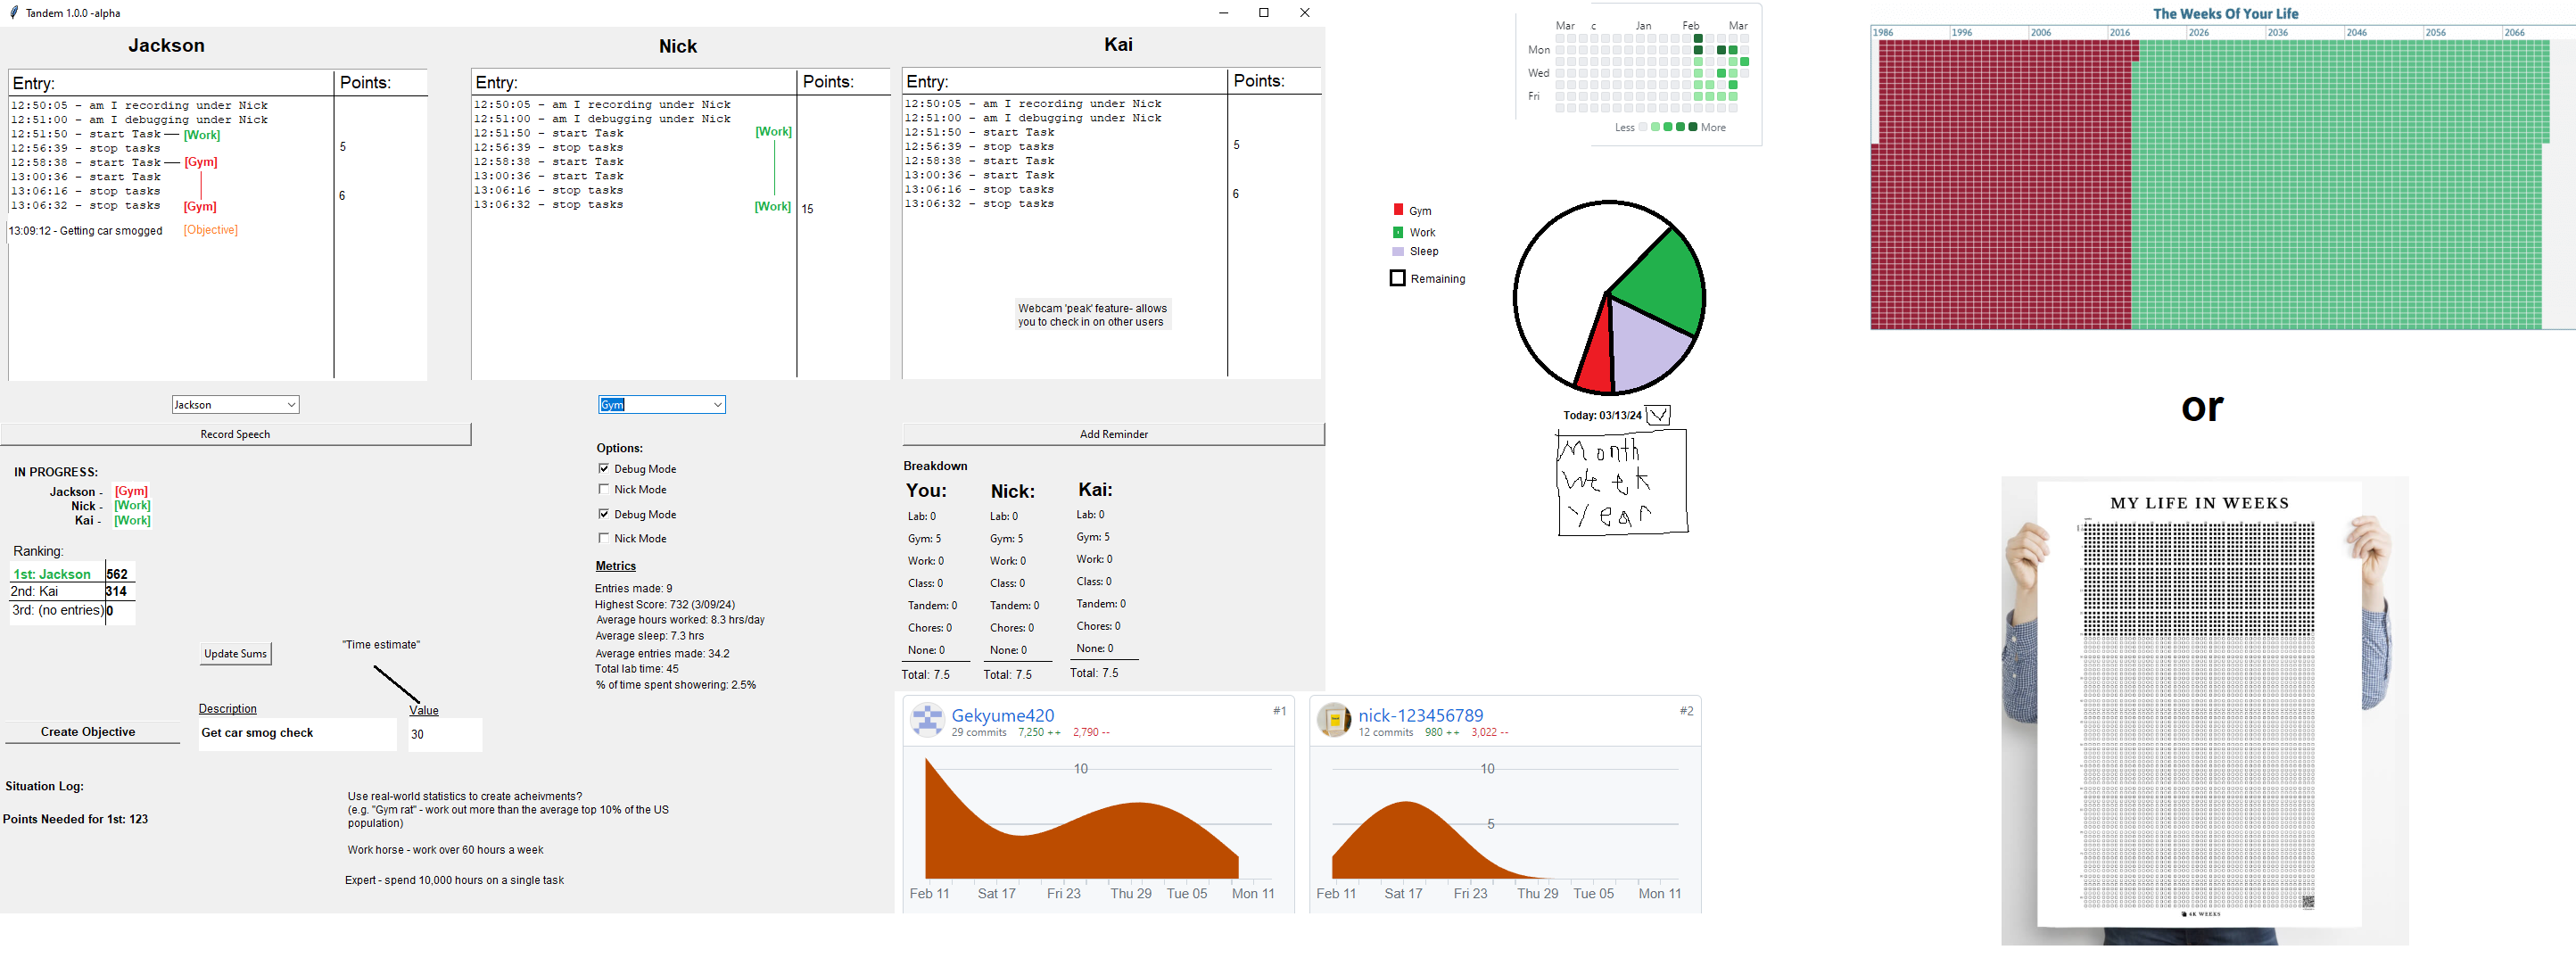 Tandem 1.0.0 -alpha
Jackson
Entry:
Points:
12:50:05 - am I recording under Nick
12:51:00 - am I debugging under Nick
12:51:50 - start Task
[Work]
12:56:39 - stop tasks
5
12:58:38 - start Task
[Gym]
13:00:36 - start Task
13:06:16 - stop tasks
6
13:06:32 - stop tasks
[Gym]
13:09:12 - Getting car smogged
[Objective]
Nick
Entry:
Points:
12:50:05 - am I recording under Nick
12:51:00 - am I debugging under Nick
12:51:50 - start Task
[Work]
12:56:39 - stop tasks
12:58:38 - start Task
13:00:36 - start Task
13:06:16 - stop tasks
13:06:32 - stop tasks
[Work]
15
Kai
Entry:
Points:
12:50:05 - am I recording under Nick
12:51:00 - am I debugging under Nick
12:51:50 - start Task
12:56:39 - stop tasks
5
12:58:38 - start Task
13:00:36 - start Task
13:06:16 - stop tasks
6
13:06:32 - stop tasks
Webcam 'peak' feature- allows
you to check in on other users
Jackson
Gym
Record Speech
Add Reminder
IN PROGRESS:
Jackson - [Gym]
Nick - [Work]
Kai - [Work]
Ranking:
1st: Jackson 562
2nd: Kai 314
3rd: (no entries) 0
Update Sums
"Time estimate"
Description
Value
Create Objective
Get car smog check
30
Situation Log:
Points Needed for 1st: 123
Use real-world statistics to create acheivments?
(e.g. "Gym rat" - work out more than the average top 10% of the US
population)
Work horse - work over 60 hours a week
Expert - spend 10,000 hours on a single task
Options:
Debug Mode
Nick Mode
Debug Mode
Nick Mode
Metrics
Entries made: 9
Highest Score: 732 (3/09/24)
Average hours worked: 8.3 hrs/day
Average sleep: 7.3 hrs
Average entries made: 34.2
Total lab time: 45
% of time spent showering: 2.5%
Breakdown
You:
Lab: 0
Gym: 5
Work: 0
Class: 0
Tandem: 0
Chores: 0
None: 0
Total: 7.5
Nick:
Lab: 0
Gym: 5
Work: 0
Class: 0
Tandem: 0
Chores: 0
None: 0
Total: 7.5
Kai:
Lab: 0
Gym: 5
Work: 0
Class: 0
Tandem: 0
Chores: 0
None: 0
Total: 7.5
Gekyume420
#1
29 commits 7,250 ++ 2,790 --
10
Feb 11 Sat 17 Fri 23 Thu 29 Tue 05 Mon 11
nick-123456789
#2
12 commits 980 ++ 3,022 --
10
5
Feb 11 Sat 17 Fri 23 Thu 29 Tue 05 Mon 11
Mar c Jan Feb Mar
Mon
Wed
Fri
Less More
Gym
Work
Sleep
Remaining
Today: 03/13/24
Month
Week
Year
The Weeks Of Your Life
1986 1996 2006 2016 2026 2036 2046 2056 2066
or
MY LIFE IN WEEKS
4K WEEKS